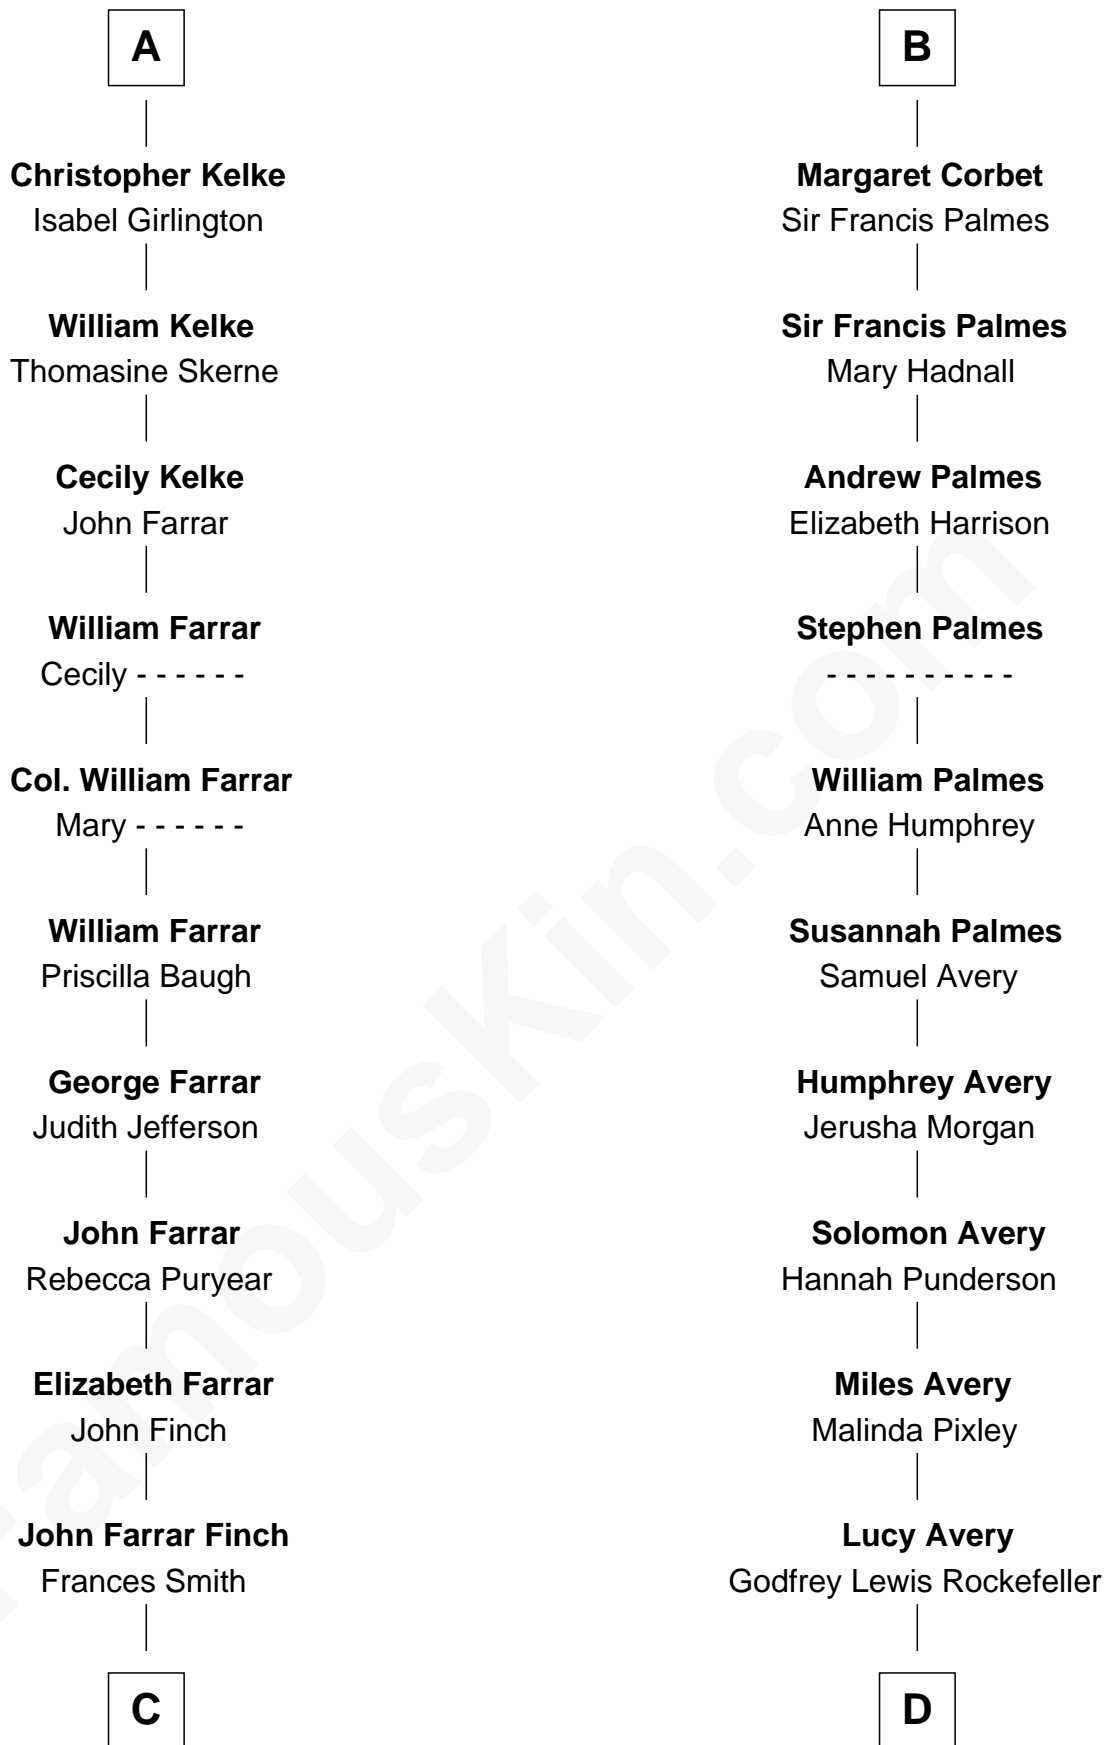 A
Christopher Kelke
Isabel Girlington
William Kelke
Thomasine Skerne
Cecily Kelke
John Farrar
William Farrar
Cecily - - - - - -
Col. William Farrar
Mary - - - - - -
William Farrar
Priscilla Baugh
George Farrar
Judith Jefferson
John Farrar
Rebecca Puryear
Elizabeth Farrar
John Finch
John Farrar Finch
Frances Smith
C
B
Margaret Corbet
Sir Francis Palmes
Sir Francis Palmes
Mary Hadnall
Andrew Palmes
Elizabeth Harrison
Stephen Palmes
- - - - - - - - - -
William Palmes
Anne Humphrey
Susannah Palmes
Samuel Avery
Humphrey Avery
Jerusha Morgan
Solomon Avery
Hannah Punderson
Miles Avery
Malinda Pixley
Lucy Avery
Godfrey Lewis Rockefeller
D
FamousKin.com